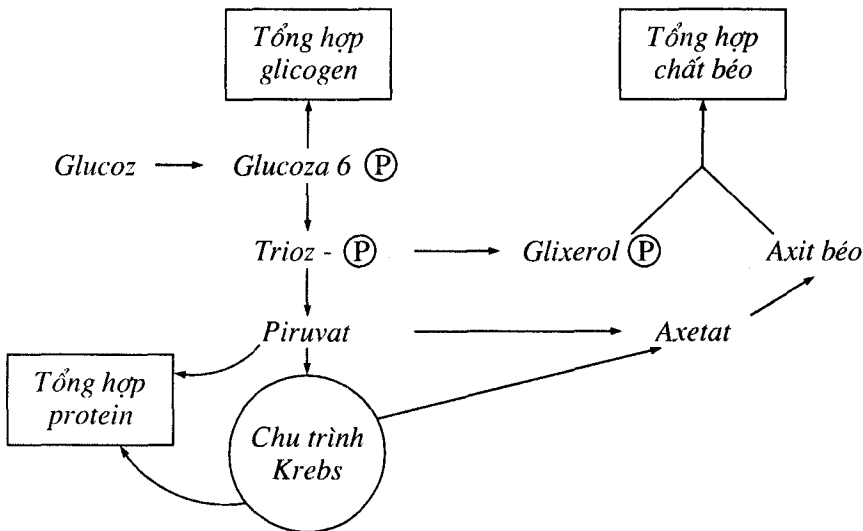 Tổng hợp
glicogen
Tổng hợp
chất béo
Glucoz
Glucoza 6 P
Trioz - P
Glixerol P
Axit béo
Piruvat
Axetat
Tổng hợp
protein
Chu trình
Krebs